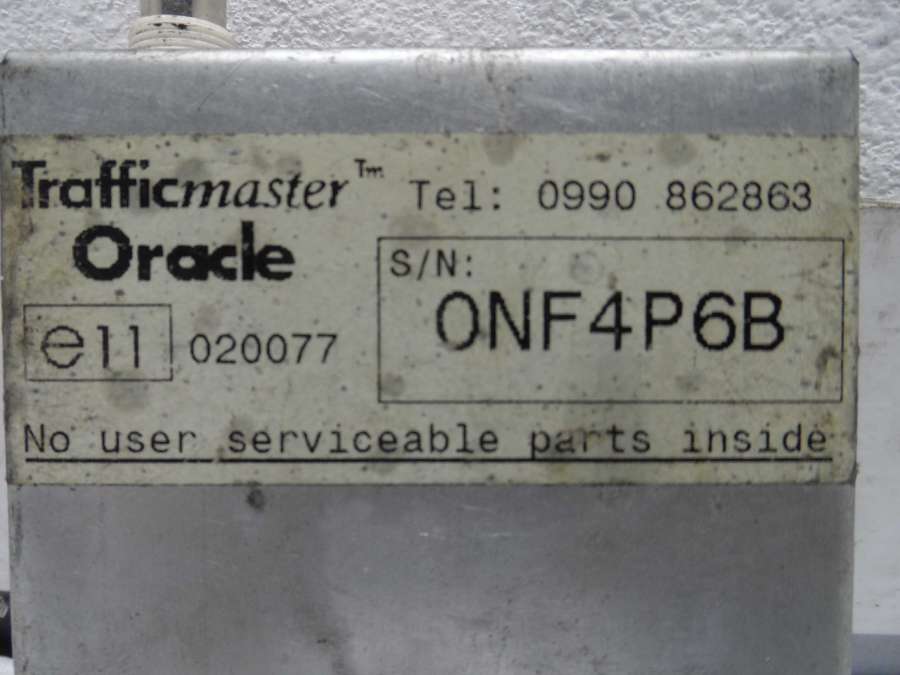 Trafficmaster™ Tel: 0990 862863
Oracle
S/N:
0NF4P6B
e11 020077
No user serviceable parts inside